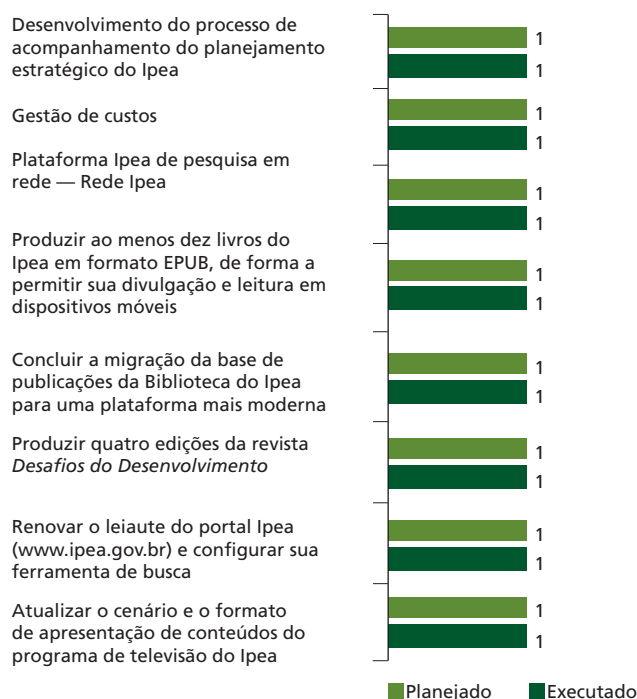 Desenvolvimento do processo de
acompanhamento do planejamento
estratégico do Ipea
1
1
Gestão de custos
1
1
Plataforma Ipea de pesquisa em
rede — Rede Ipea
1
1
Produzir ao menos dez livros do
Ipea em formato EPUB, de forma a
permitir sua divulgação e leitura em
dispositivos móveis
1
1
Concluir a migração da base de
publicações da Biblioteca do Ipea
para uma plataforma mais moderna
1
1
Produzir quatro edições da revista
Desafios do Desenvolvimento
1
1
Renovar o leiaute do portal Ipea
(www.ipea.gov.br) e configurar sua
ferramenta de busca
1
1
Atualizar o cenário e o formato
de apresentação de conteúdos do
programa de televisão do Ipea
1
1
Planejado Executado